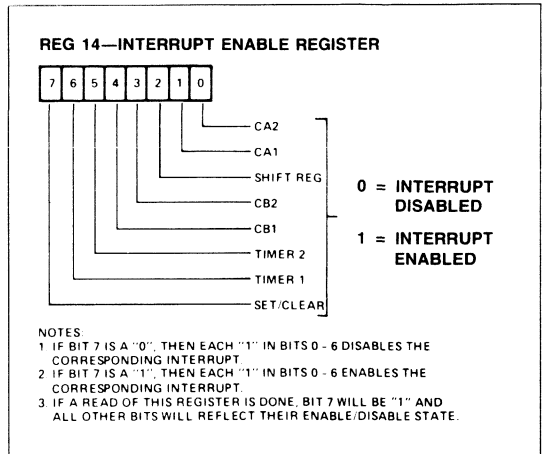 REG 14—INTERRUPT ENABLE REGISTER
7 6 5 4 3 2 1 0
CA2
CA1
SHIFT REG
CB2
CB1
TIMER 2
TIMER 1
SET/CLEAR
0 = INTERRUPT
DISABLED
1 = INTERRUPT
ENABLED
NOTES:
1 IF BIT 7 IS A "0", THEN EACH "1" IN BITS 0 - 6 DISABLES THE
CORRESPONDING INTERRUPT.
2 IF BIT 7 IS A "1", THEN EACH "1" IN BITS 0 - 6 ENABLES THE
CORRESPONDING INTERRUPT.
3. IF A READ OF THIS REGISTER IS DONE, BIT 7 WILL BE "1" AND
ALL OTHER BITS WILL REFLECT THEIR ENABLE/DISABLE STATE.